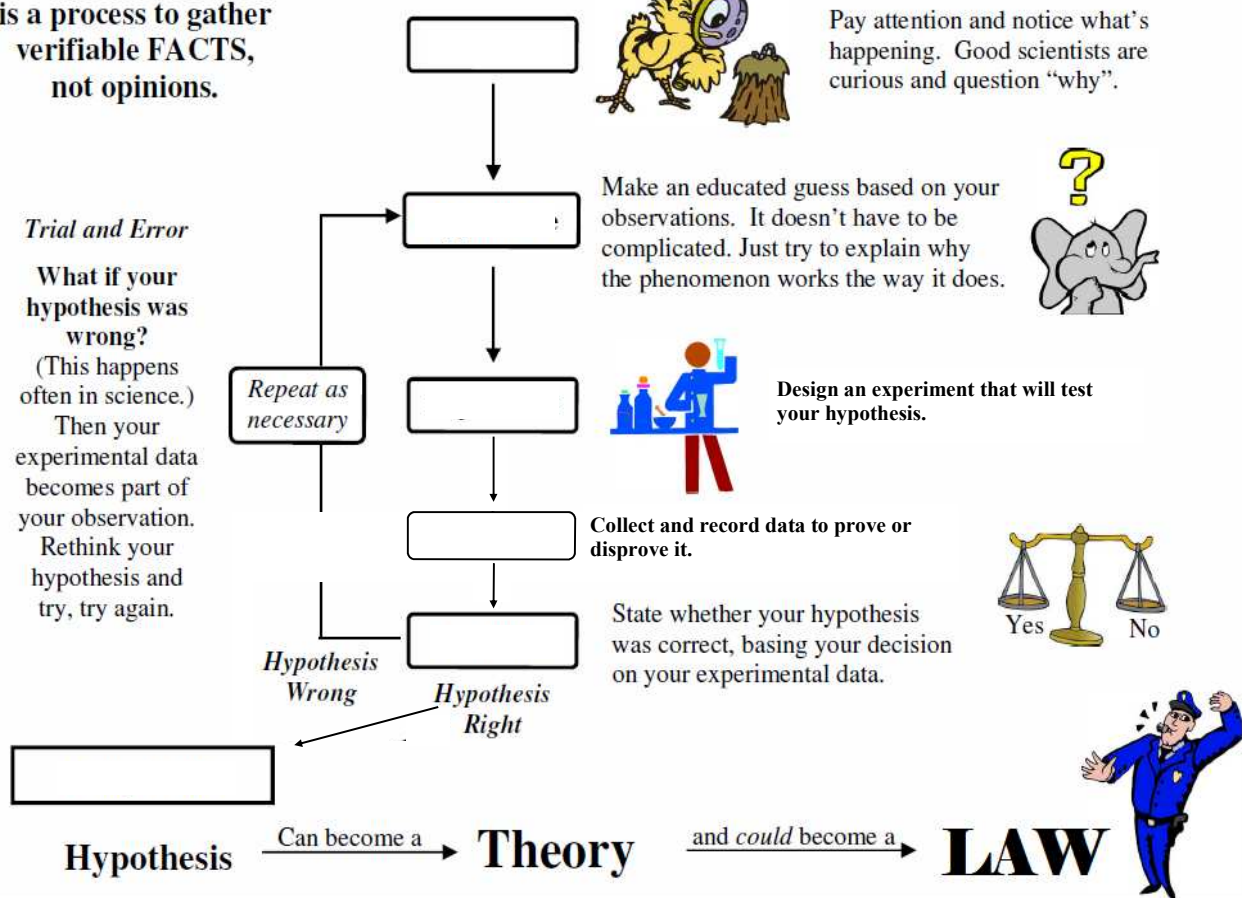 is a process to gather
verifiable FACTS,
not opinions.
Pay attention and notice what's
happening.  Good scientists are
curious and question “why”.
Make an educated guess based on your
observations.  It doesn't have to be
complicated. Just try to explain why
the phenomenon works the way it does.
?
Trial and Error
What if your
hypothesis was
wrong?
(This happens
often in science.)
Then your
experimental data
becomes part of
your observation.
Rethink your
hypothesis and
try, try again.
Repeat as
necessary
Design an experiment that will test
your hypothesis.
Collect and record data to prove or
disprove it.
State whether your hypothesis
was correct, basing your decision
on your experimental data.
Yes
No
Hypothesis
Wrong
Hypothesis
Right
Hypothesis
Can become a
Theory
and could become a
LAW